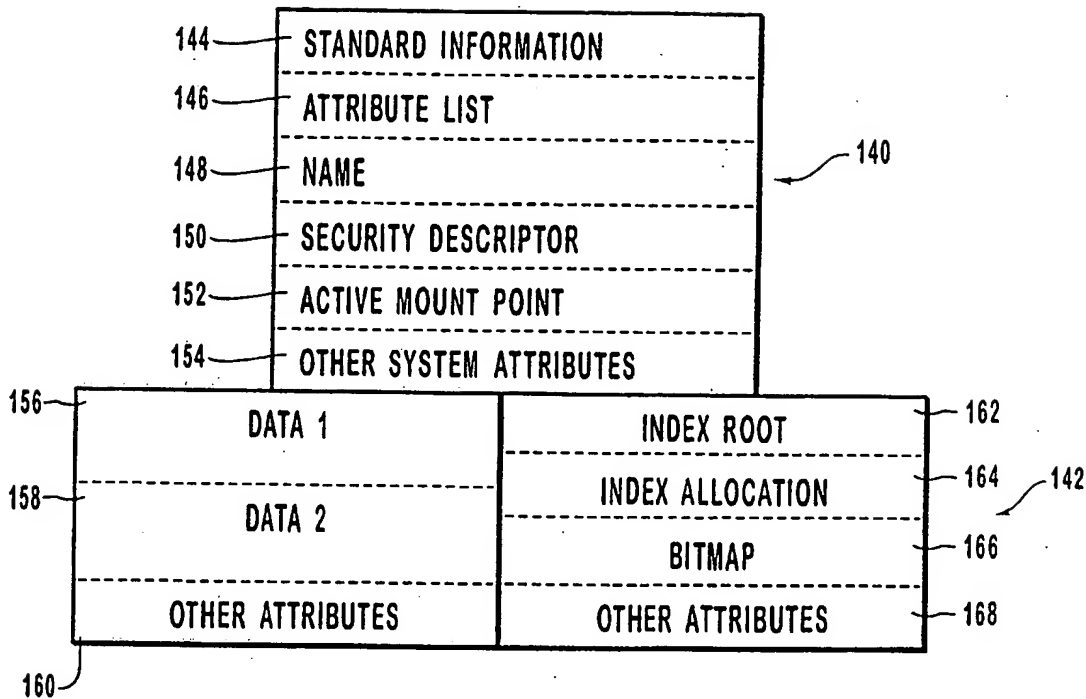 144 STANDARD INFORMATION
146 ATTRIBUTE LIST
148 NAME
140
150 SECURITY DESCRIPTOR
152 ACTIVE MOUNT POINT
154 OTHER SYSTEM ATTRIBUTES
156 DATA 1
INDEX ROOT 162
158 DATA 2
INDEX ALLOCATION 164
142
BITMAP 166
OTHER ATTRIBUTES
OTHER ATTRIBUTES 168
160